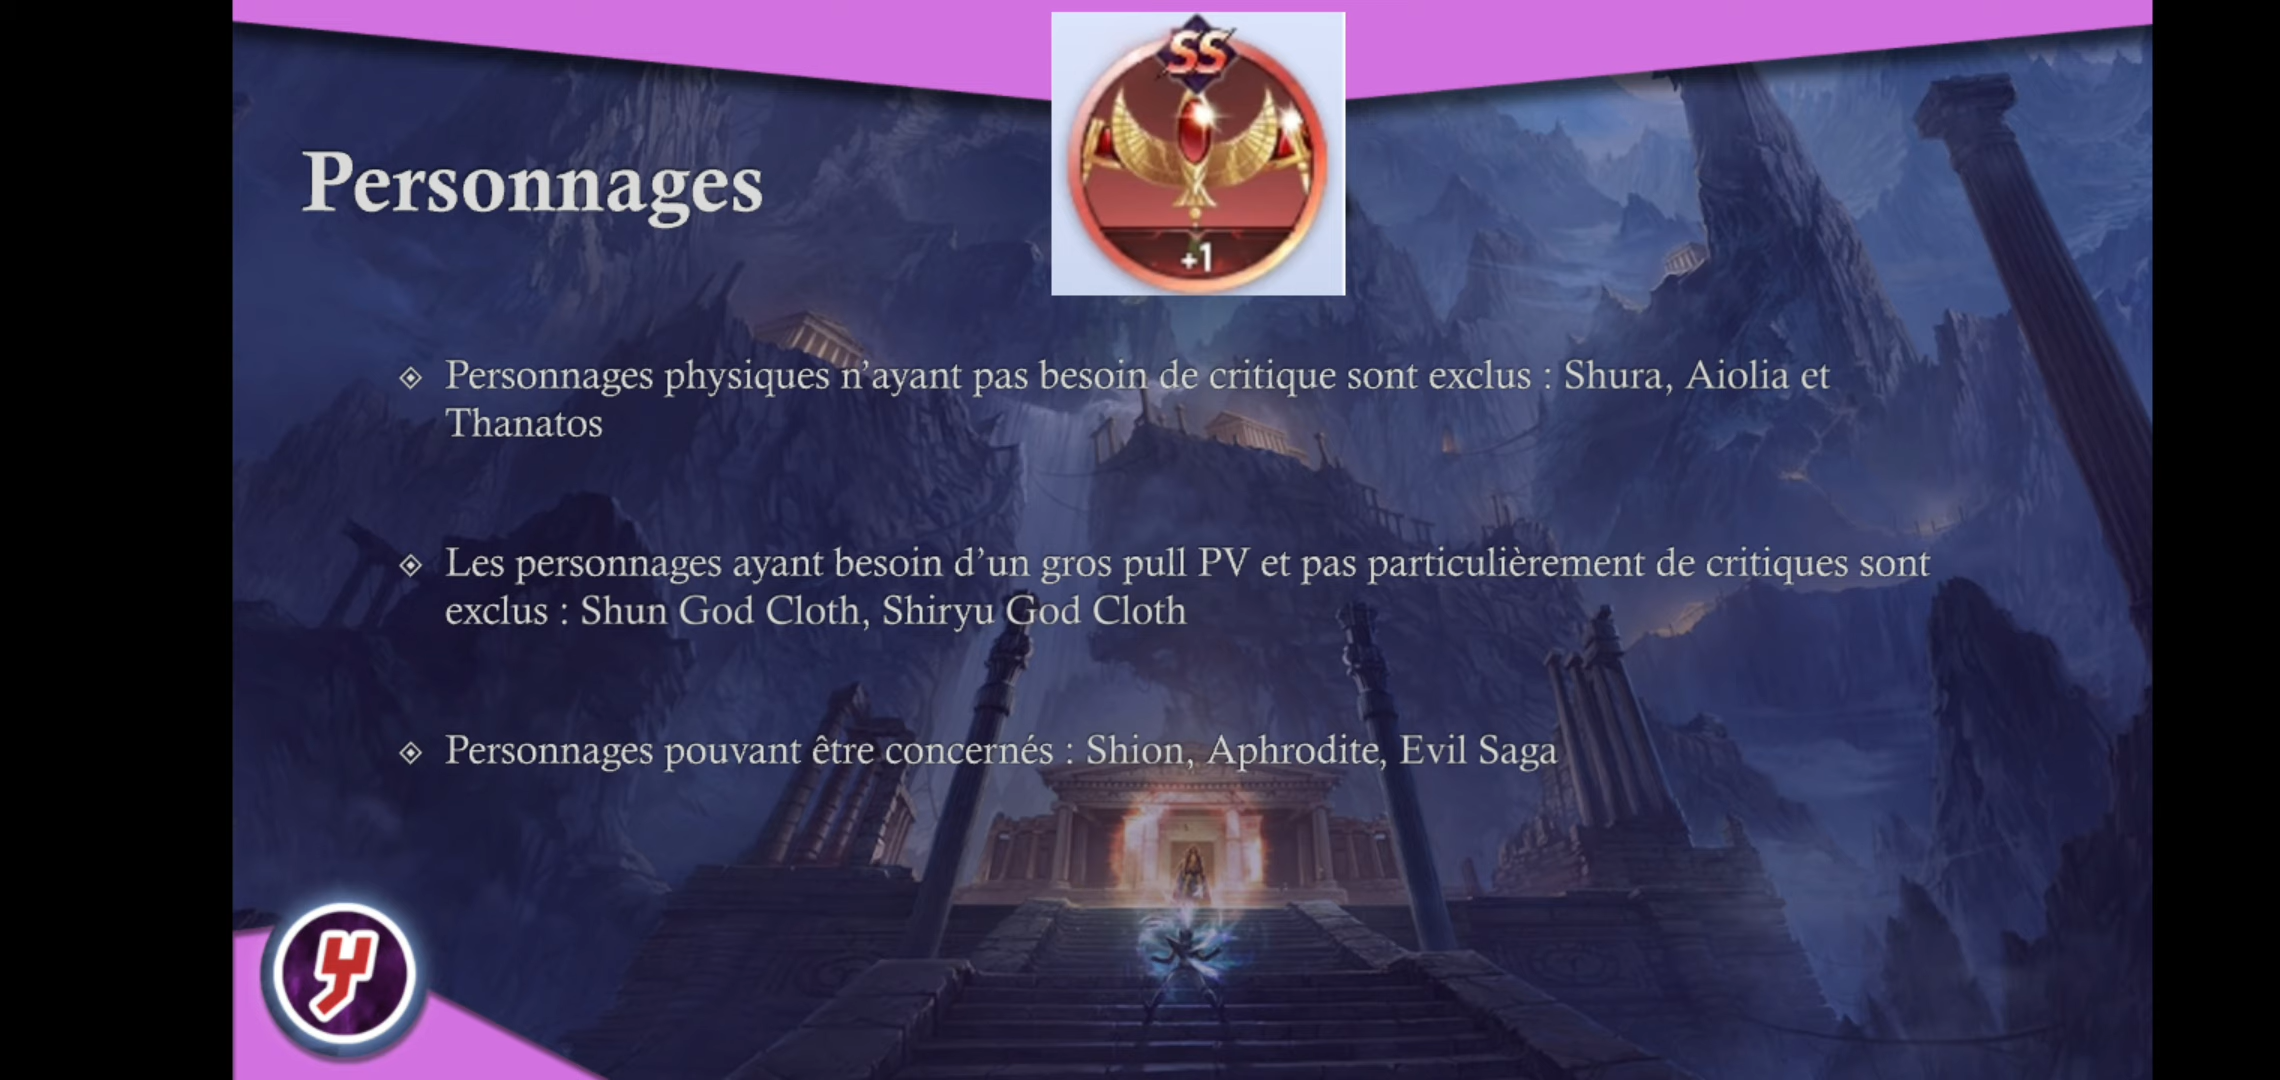 SS
+1
Personnages
Personnages physiques n’ayant pas besoin de critique sont exclus : Shura, Aiolia et
Thanatos
Les personnages ayant besoin d’un gros pull PV et pas particulièrement de critiques sont
exclus : Shun God Cloth, Shiryu God Cloth
Personnages pouvant être concernés : Shion, Aphrodite, Evil Saga